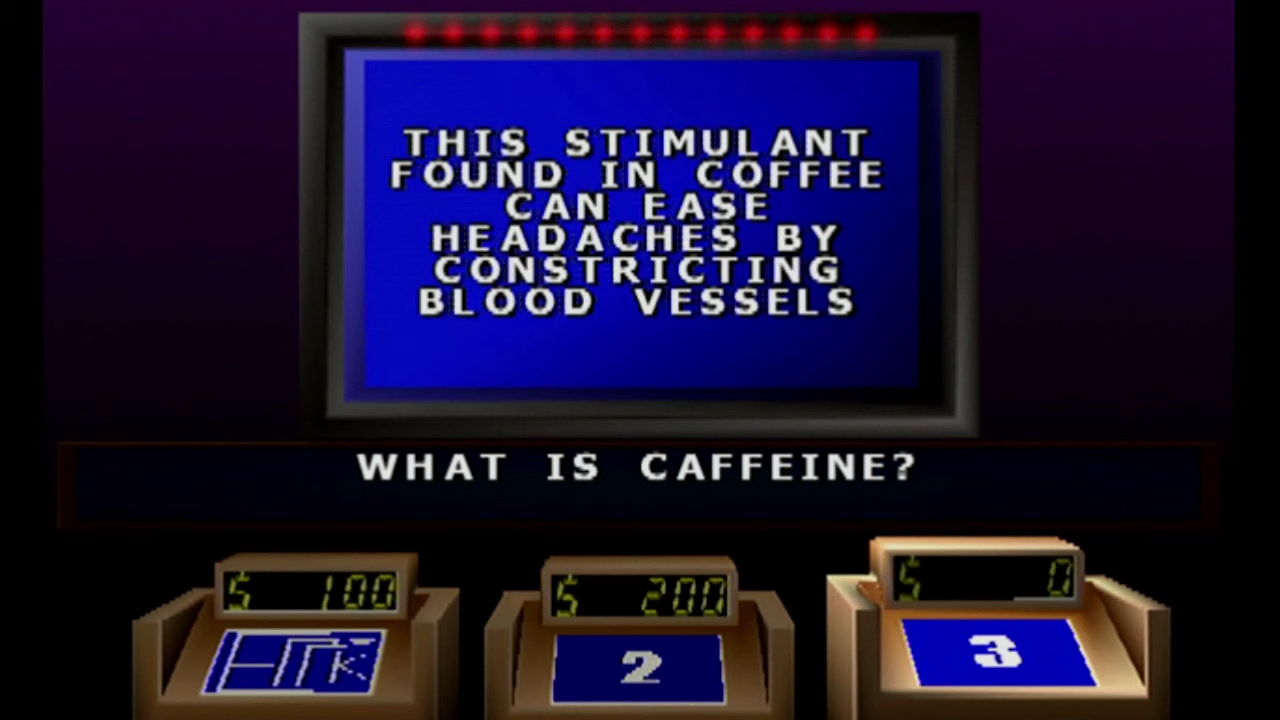 THIS STIMULANT
FOUND IN COFFEE
CAN EASE
HEADACHES BY
CONSTRICTING
BLOOD VESSELS
WHAT IS CAFFEINE?
$ 100
$ 200
$ 0
2
3